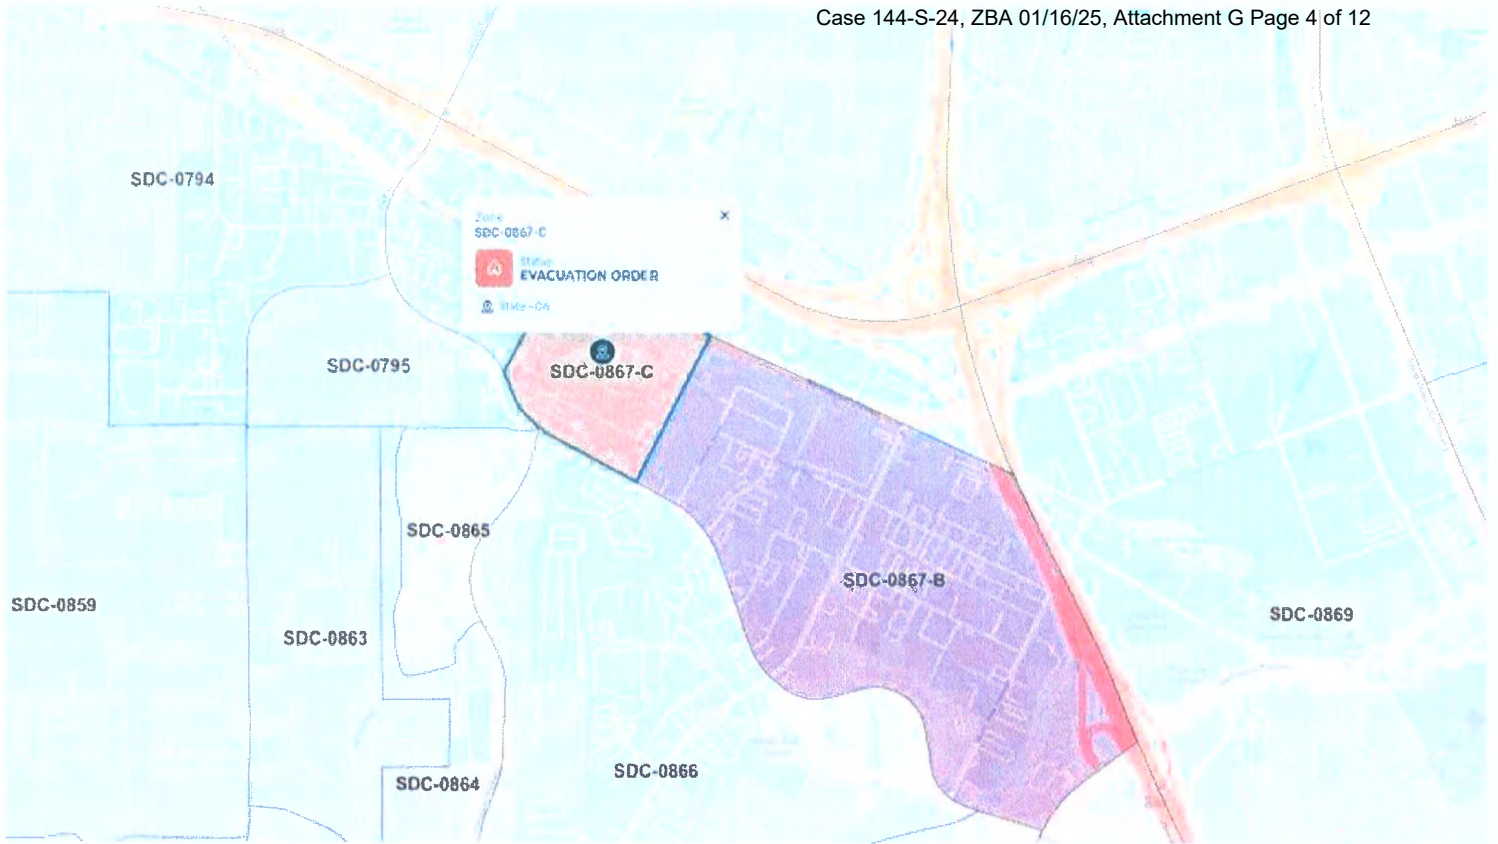 Case 144-S-24, ZBA 01/16/25, Attachment G Page 4 of 12
SDC-0794
Zone
SDC-0867-C
Status
EVACUATION ORDER
SDC-0795
SDC-0867-C
SDC-0865
SDC-0867-B
SDC-0859
SDC-0863
SDC-0869
SDC-0866
SDC-0864